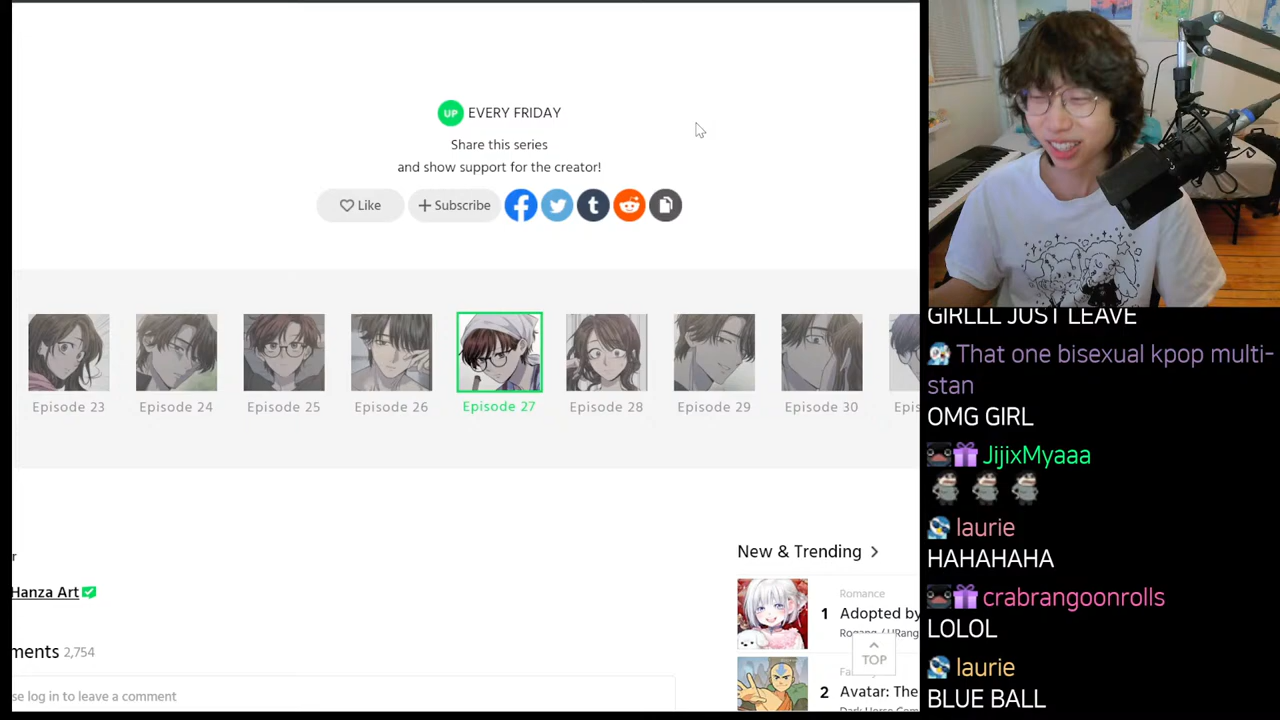 UP EVERY FRIDAY
Share this series
and show support for the creator!
Like
+ Subscribe
Episode 23
Episode 24
Episode 25
Episode 26
Episode 27
Episode 28
Episode 29
Episode 30
Epis
r
Hanza Art
ments 2,754
se log in to leave a comment
New & Trending >
Romance
1 Adopted by
TOP
2 Avatar: The
GIRLLL JUST LEAVE
That one bisexual kpop multi-
stan
OMG GIRL
JijixMyaaa
laurie
HAHAHAHA
crabrangoonrolls
LOLOL
laurie
BLUE BALL